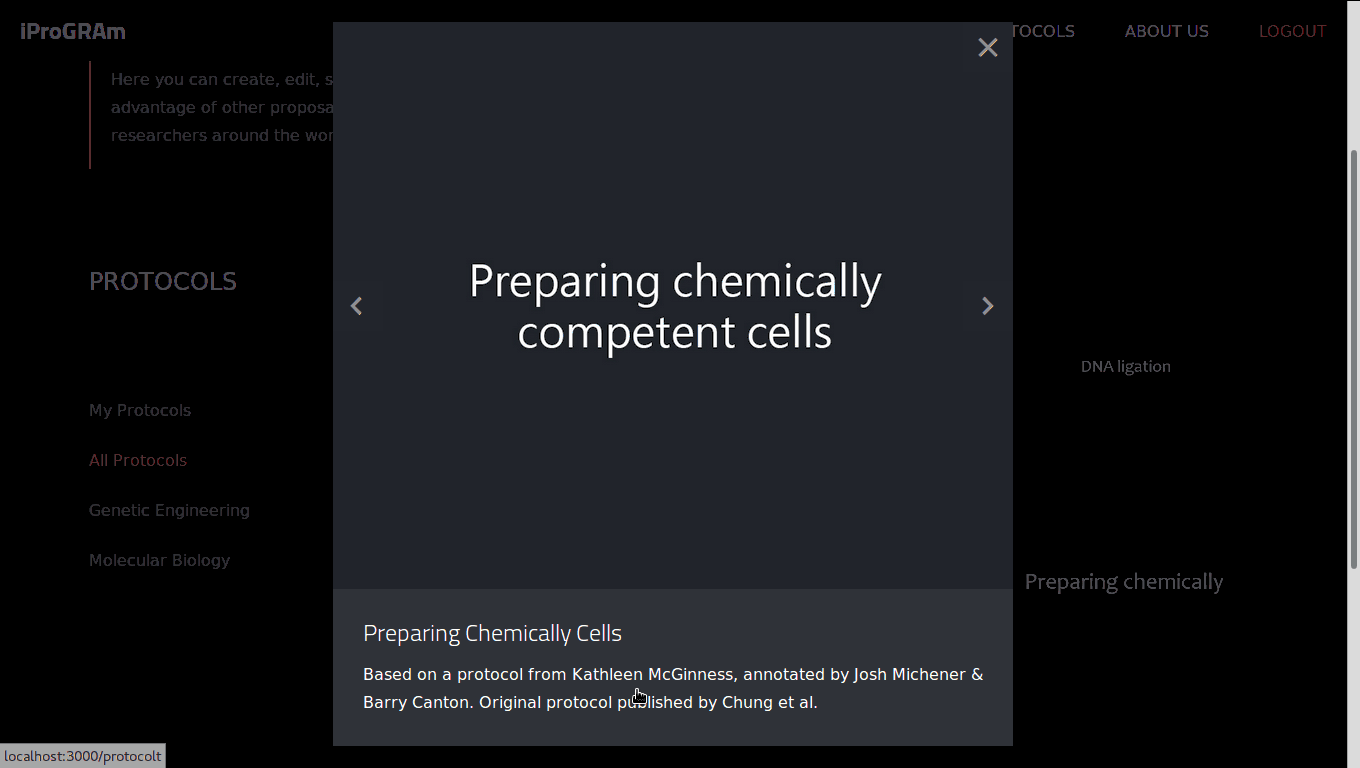 iProGRAm
TOCOLS
ABOUT US
LOGOUT
Here you can create, edit, s
advantage of other proposa
researchers around the wor
PROTOCOLS
My Protocols
All Protocols
Genetic Engineering
Molecular Biology
Preparing chemically
competent cells
DNA ligation
Preparing chemically
Preparing Chemically Cells
Based on a protocol from Kathleen McGinness, annotated by Josh Michener &
Barry Canton. Original protocol published by Chung et al.
localhost:3000/protocolt